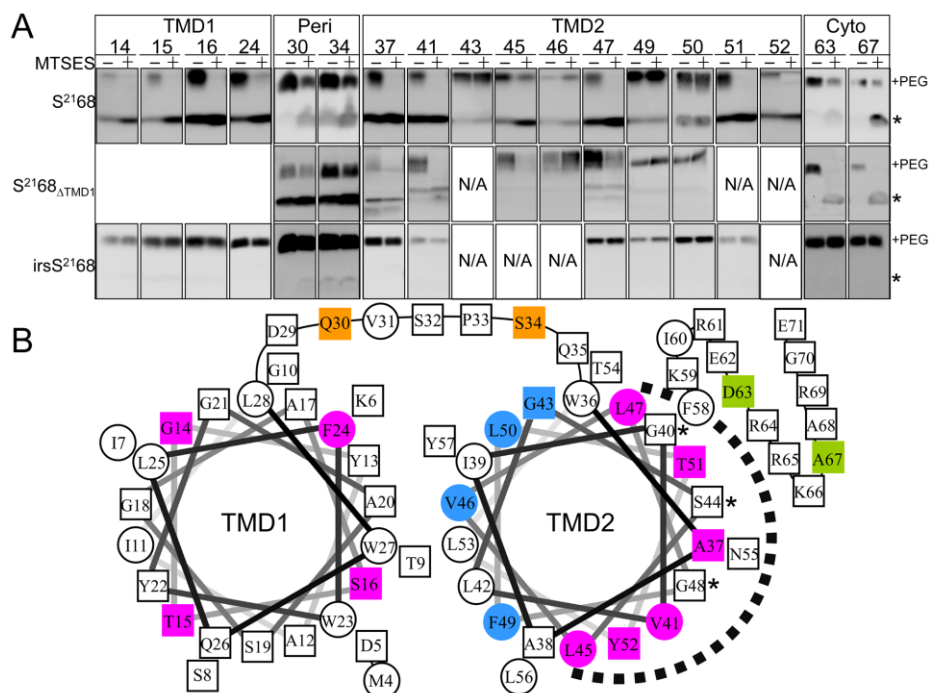 A
TMD1 Peri TMD2 Cyto
14 15 16 24 30 34 37 41 43 45 46 47 49 50 51 52 63 67
MTSES − + − + − + − + − + − + − + − + − + − + − + − + − + − + − + − + − + − +
S²¹68 +PEG
*
S²¹68ΔTMD1 N/A N/A N/A +PEG
*
irsS²¹68 N/A N/A N/A N/A +PEG
*
B
D29 Q30 V31 S32 P33 S34 Q35
G10 L28 G21 A17 K6 G14 F24
I7 L25 Y13 G18 A20
I11 TMD1 W27 T9
Y22 S16 T15 W23
Q26 S19 A12 D5
S8 M4
T54 W36 G43 L47 L50 G40 *
Y57 I39 T51
V46 S44 *
L53 TMD2 A37 N55
L42 G48 *
F49 V41
A38 L45 Y52
L56
F58 K59 I60 R61 E62 D63 R64 R65 K66 A67 A68 R69 G70 E71